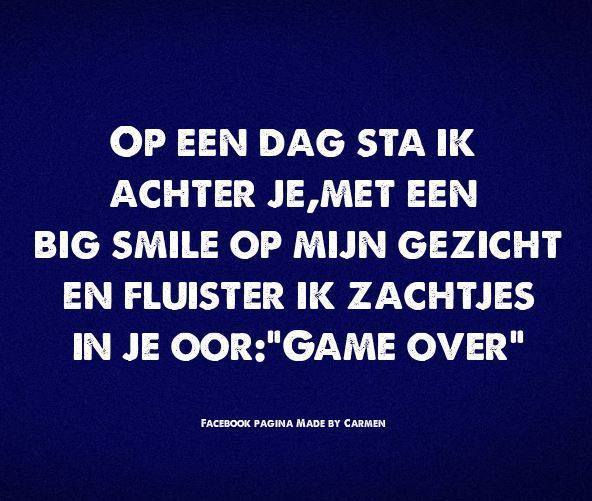 Op een dag sta ik
achter je,met een
big smile op mijn gezicht
en fluister ik zachtjes
in je oor:"Game over"
Facebook pagina Made by Carmen